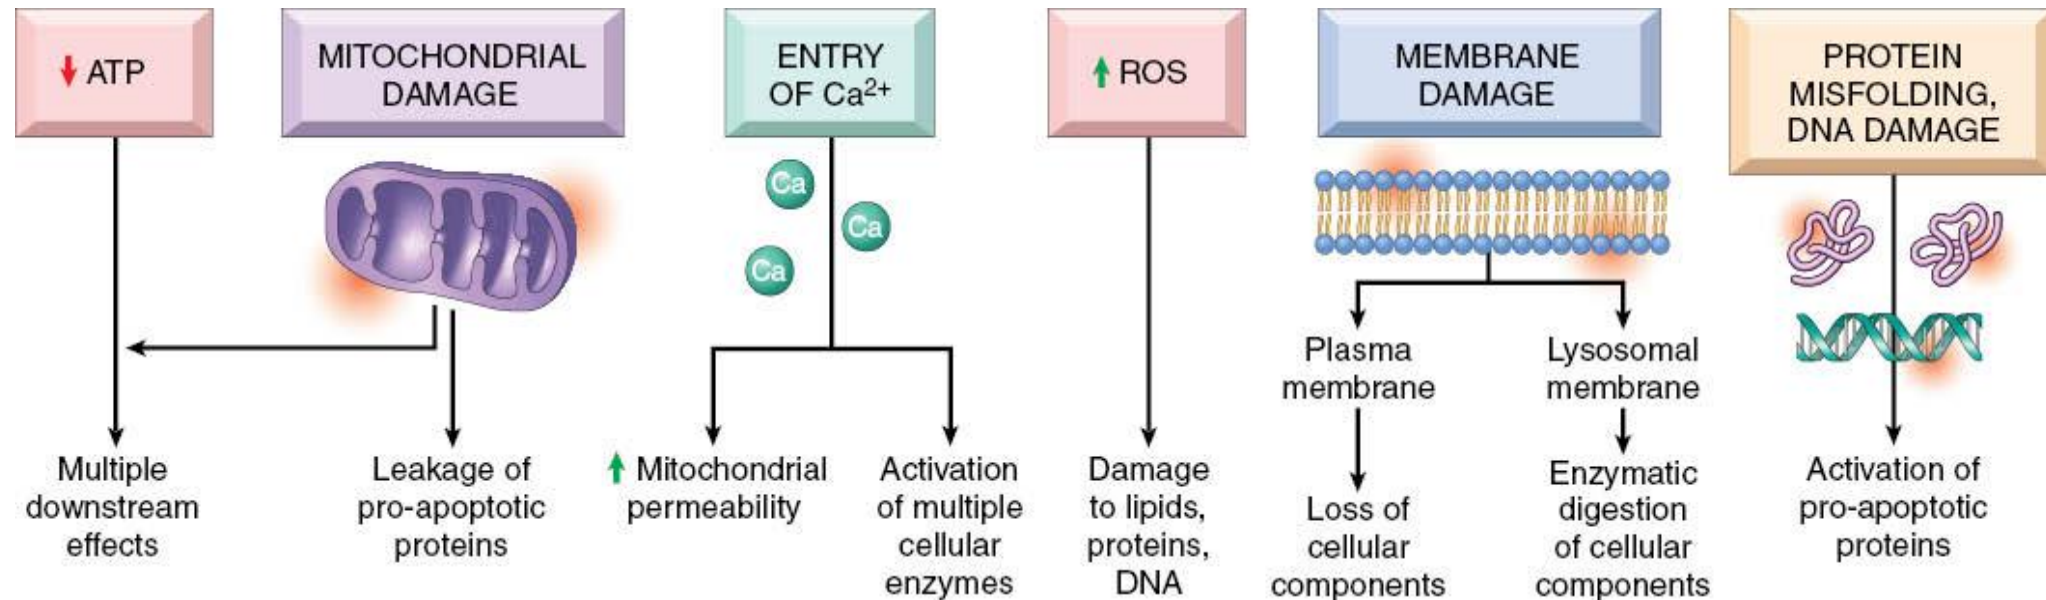 ↓ ATP
MITOCHONDRIAL
DAMAGE
ENTRY
OF Ca²⁺
↑ ROS
MEMBRANE
DAMAGE
PROTEIN
MISFOLDING,
DNA DAMAGE
Ca
Ca
Ca
Plasma
membrane
Lysosomal
membrane
Multiple
downstream
effects
Leakage of
pro-apoptotic
proteins
↑ Mitochondrial
permeability
Activation
of multiple
cellular
enzymes
Damage
to lipids,
proteins,
DNA
Loss of
cellular
components
Enzymatic
digestion
of cellular
components
Activation of
pro-apoptotic
proteins